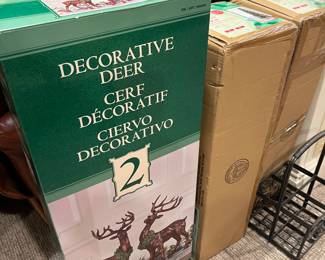 DECORATIVE
DEER
CERF
DÉCORATIF
CIERVO
DECORATIVO
2